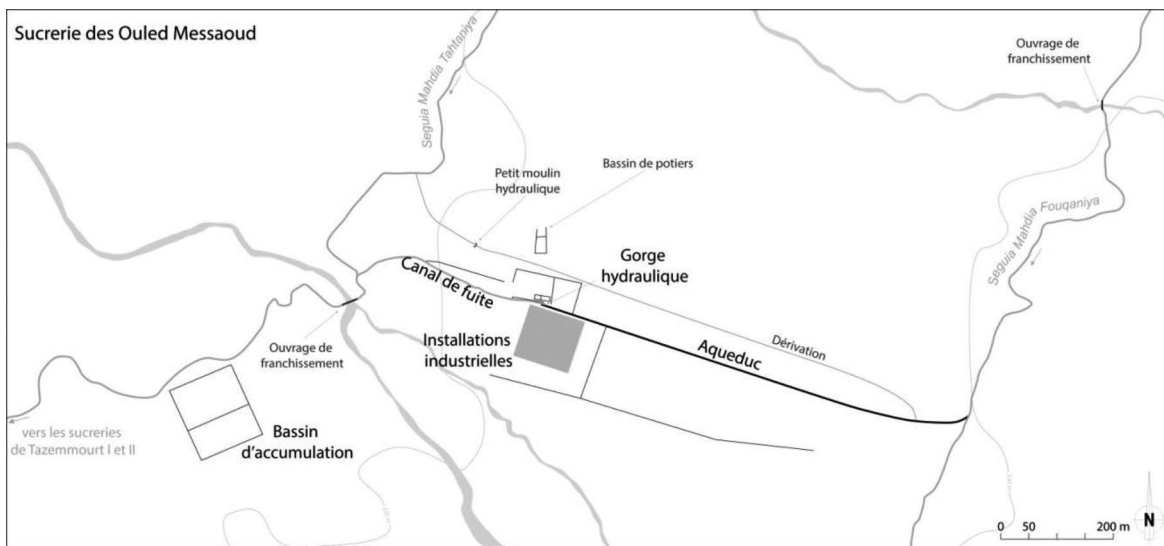 Sucrerie des Ouled Messaoud
Seguia Mahdia Tahtaniya
Ouvrage de
franchissement
Petit moulin
hydraulique
Bassin de potiers
Seguia Mahdia Fouqaniya
Gorge
hydraulique
Canal de fuite
Installations
industrielles
Aqueduc
Dérivation
Ouvrage de
franchissement
vers les sucreries
de Tazemmourt I et II
Bassin
d'accumulation
N
0 50 200 m